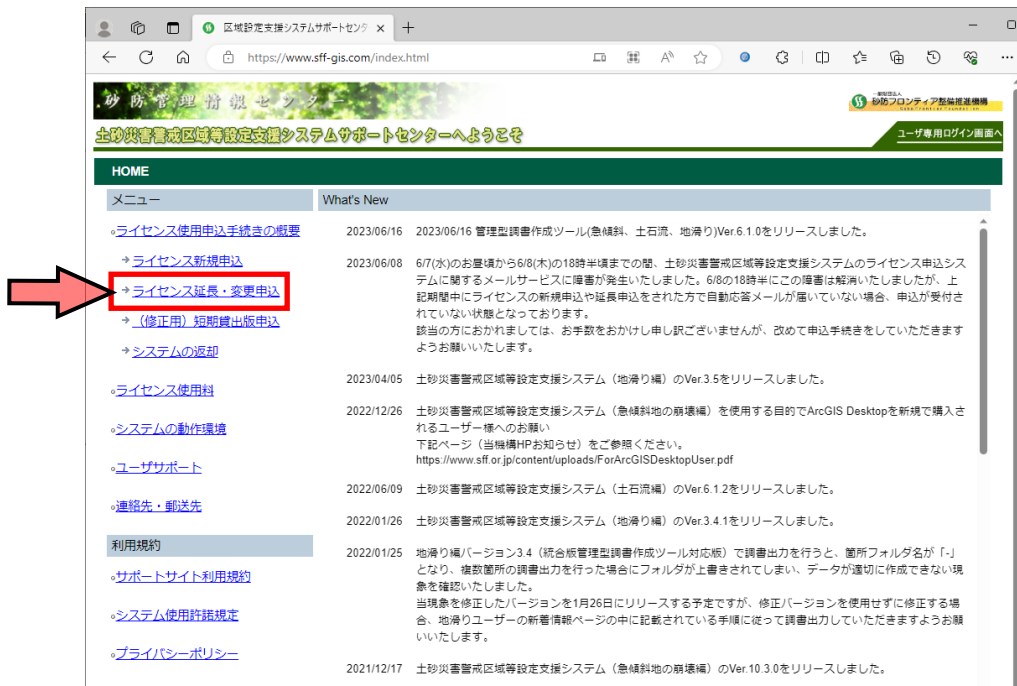 区域設定支援システムサポートセンタ
https://www.sff-gis.com/index.html
砂防管理情報センター
一般財団法人
砂防フロンティア整備推進機構
土砂災害警戒区域等設定支援システムサポートセンターへようこそ
ユーザ専用ログイン画面へ
HOME
メニュー
What's New
ライセンス使用申込手続きの概要
ライセンス新規申込
ライセンス延長・変更申込
（修正用）短期貸出版申込
システムの返却
ライセンス使用料
システムの動作環境
ユーザサポート
連絡先・郵送先
利用規約
サポートサイト利用規約
システム使用許諾規定
プライバシーポリシー
2023/06/16 2023/06/16 管理型調書作成ツール(急傾斜、土石流、地滑り)Ver.6.1.0をリリースしました。
2023/06/08 6/7(水)のお昼頃から6/8(木)の18時半頃までの間、土砂災害警戒区域等設定支援システムのライセンス申込シス
テムに関するメールサービスに障害が発生いたしました。6/8の18時半にこの障害は解消いたしましたが、上
記期間中にライセンスの新規申込や延長申込をされた方で自動応答メールが届いていない場合、申込が受付さ
れていない状態となっております。
該当の方におかれましては、お手数をおかけし申し訳ございませんが、改めて申込手続きをしていただきます
ようお願いいたします。
2023/04/05 土砂災害警戒区域等設定支援システム（地滑り編）のVer.3.5をリリースしました。
2022/12/26 土砂災害警戒区域等設定支援システム（急傾斜地の崩壊編）を使用する目的でArcGIS Desktopを新規で購入さ
れるユーザー様へのお願い
下記ページ（当機構HPお知らせ）をご参照ください。
https://www.sff.or.jp/content/uploads/ForArcGISDesktopUser.pdf
2022/06/09 土砂災害警戒区域等設定支援システム（土石流編）のVer.6.1.2をリリースしました。
2022/01/26 土砂災害警戒区域等設定支援システム（地滑り編）のVer.3.4.1をリリースしました。
2022/01/25 地滑り編バージョン3.4（統合版管理型調書作成ツール対応版）で調書出力を行うと、箇所フォルダ名が「-」
となり、複数箇所の調書出力を行った場合にフォルダが上書きされてしまい、データが適切に作成できない現
象を確認いたしました。
当現象を修正したバージョンを1月26日にリリースする予定ですが、修正バージョンを使用せずに修正する場
合、地滑りユーザーの新着情報ページの中に記載されている手順に従って調書出力していただきますようお願
いいたします。
2021/12/17 土砂災害警戒区域等設定支援システム（急傾斜地の崩壊編）のVer.10.3.0をリリースしました。